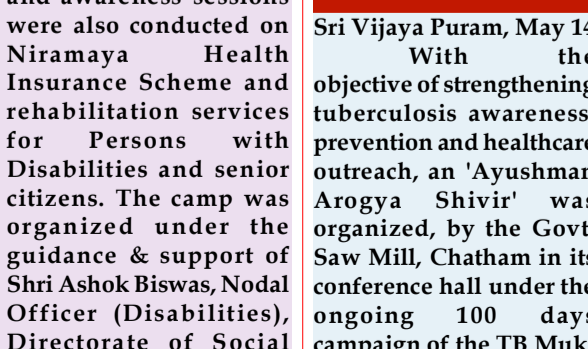 and awareness sessions
were also conducted on
Niramaya Health
Insurance Scheme and
rehabilitation services
for Persons with
Disabilities and senior
citizens. The camp was
organized under the
guidance & support of
Shri Ashok Biswas, Nodal
Officer (Disabilities),
Directorate of Social
Sri Vijaya Puram, May 14
With the
objective of strengthening
tuberculosis awareness
prevention and healthcare
outreach, an 'Ayushman
Arogya Shivir' was
organized, by the Govt
Saw Mill, Chatham in its
conference hall under the
ongoing 100 days
campaign of the TB Mukt